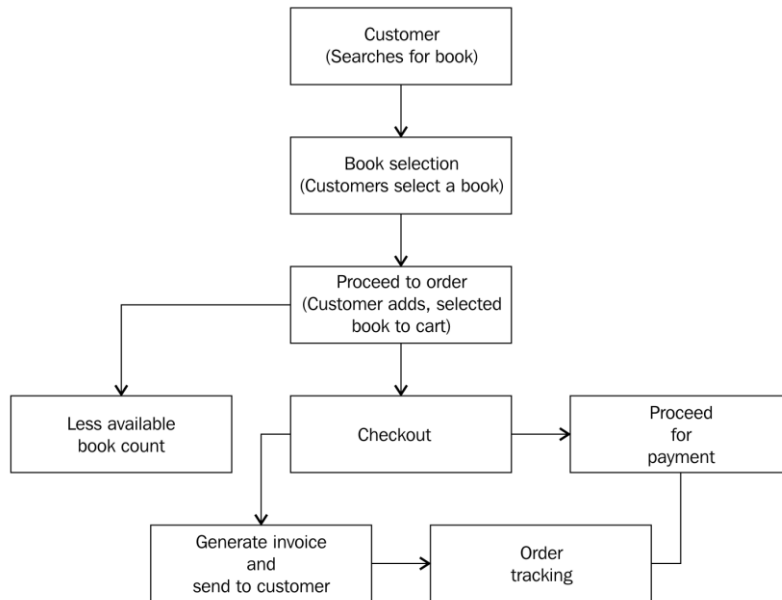 Customer
(Searches for book)
Book selection
(Customers select a book)
Proceed to order
(Customer adds, selected
book to cart)
Less available
book count
Checkout
Proceed
for
payment
Generate invoice
and
send to customer
Order
tracking